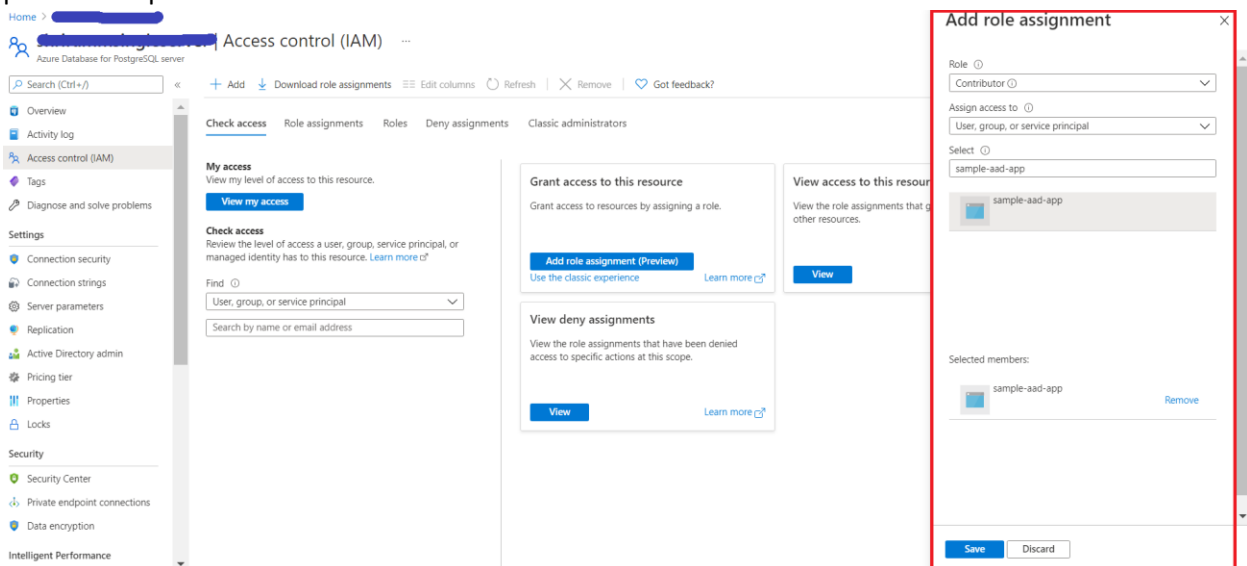 Home >
| Access control (IAM) ...
Azure Database for PostgreSQL server
Search (Ctrl+/)
«
Overview
Activity log
Access control (IAM)
Tags
Diagnose and solve problems
Settings
Connection security
Connection strings
Server parameters
Replication
Active Directory admin
Pricing tier
Properties
Locks
Security
Security Center
Private endpoint connections
Data encryption
Intelligent Performance
+ Add Download role assignments Edit columns Refresh | Remove | Got feedback?
Check access Role assignments Roles Deny assignments Classic administrators
My access
View my level of access to this resource.
View my access
Check access
Review the level of access a user, group, service principal, or
managed identity has to this resource. Learn more
Find
User, group, or service principal
Search by name or email address
Grant access to this resource
Grant access to resources by assigning a role.
Add role assignment (Preview)
Use the classic experience Learn more
View access to this resour
View the role assignments that g
other resources.
View
View deny assignments
View the role assignments that have been denied
access to specific actions at this scope.
View Learn more
Add role assignment
Role
Contributor
Assign access to
User, group, or service principal
Select
sample-aad-app
sample-aad-app
Selected members:
sample-aad-app
Remove
Save Discard